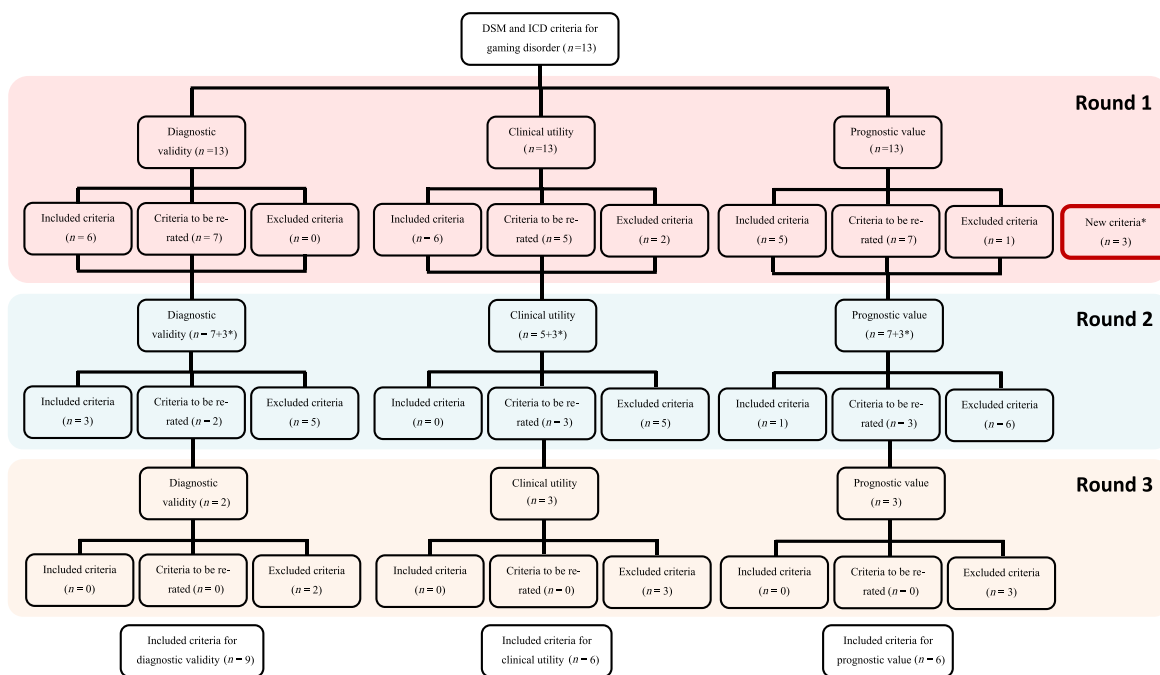 DSM and ICD criteria for
gaming disorder (n=13)
Round 1
Diagnostic
validity (n=13)
Clinical utility
(n=13)
Prognostic value
(n=13)
Included criteria
(n = 6)
Criteria to be re-
rated (n = 7)
Excluded criteria
(n = 0)
Included criteria
(n = 6)
Criteria to be re-
rated (n = 5)
Excluded criteria
(n = 2)
Included criteria
(n = 5)
Criteria to be re-
rated (n = 7)
Excluded criteria
(n = 1)
New criteria*
(n = 3)
Round 2
Diagnostic
validity (n = 7+3*)
Clinical utility
(n = 5+3*)
Prognostic value
(n = 7+3*)
Included criteria
(n = 3)
Criteria to be re-
rated (n = 2)
Excluded criteria
(n = 5)
Included criteria
(n = 0)
Criteria to be re-
rated (n = 3)
Excluded criteria
(n = 5)
Included criteria
(n = 1)
Criteria to be re-
rated (n = 3)
Excluded criteria
(n = 6)
Round 3
Diagnostic
validity (n = 2)
Clinical utility
(n = 3)
Prognostic value
(n = 3)
Included criteria
(n = 0)
Criteria to be re-
rated (n = 0)
Excluded criteria
(n = 2)
Included criteria
(n = 0)
Criteria to be re-
rated (n = 0)
Excluded criteria
(n = 3)
Included criteria
(n = 0)
Criteria to be re-
rated (n = 0)
Excluded criteria
(n = 3)
Included criteria for
diagnostic validity (n = 9)
Included criteria for
clinical utility (n = 6)
Included criteria for
prognostic value (n = 6)